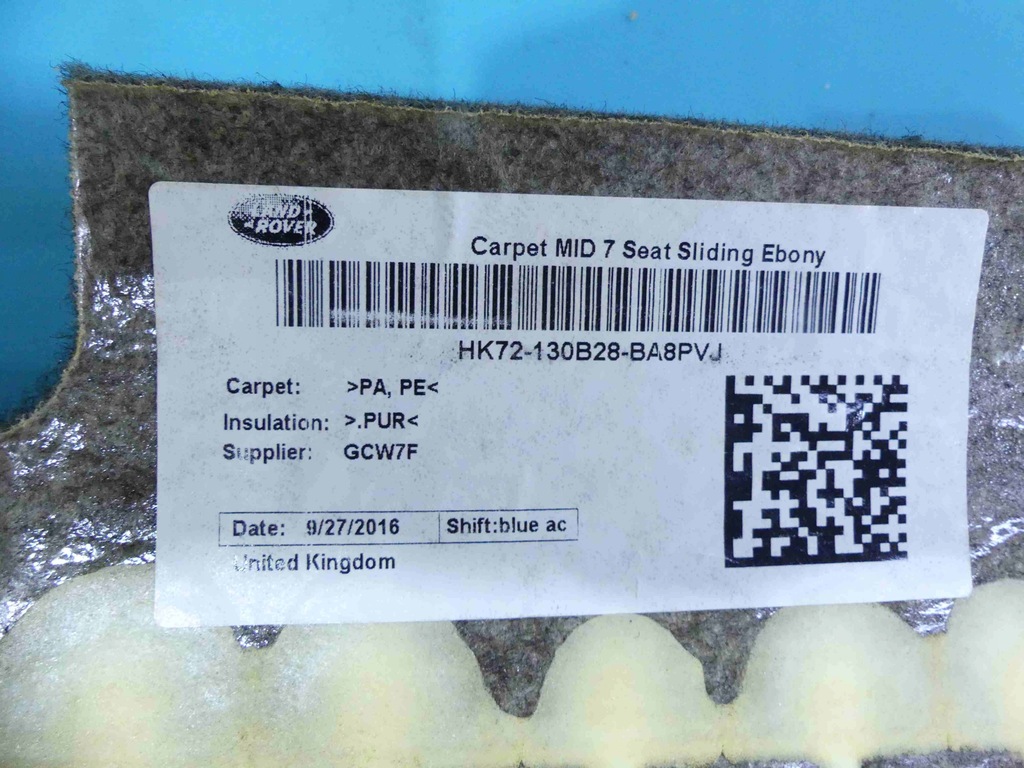 LAND
ROVER
Carpet MID 7 Seat Sliding Ebony
HK72-130B28-BA8PVJ
Carpet: >PA, PE<
Insulation: >.PUR<
Supplier: GCW7F
Date: 9/27/2016 Shift:blue ac
United Kingdom